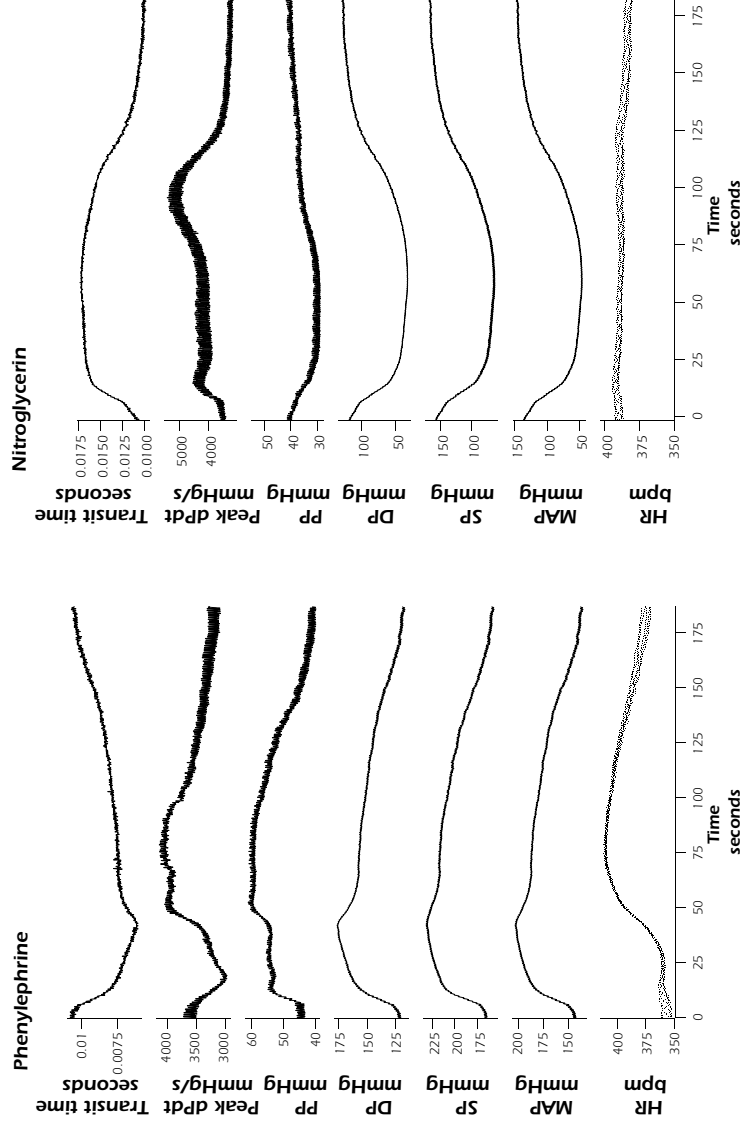 Phenylephrine
Transit time
seconds
0.01
0.0075
Peak dPdt
mmHg/s
4000
3500
3000
PP
mmHg
60
50
40
DP
mmHg
175
150
125
SP
mmHg
225
200
175
MAP
mmHg
200
175
150
HR
bpm
400
375
350
0 25 50 75 100 125 150 175
Time
seconds
Nitroglycerin
Transit time
seconds
0.0175
0.0150
0.0125
0.0100
Peak dPdt
mmHg/s
5000
4000
PP
mmHg
50
40
30
DP
mmHg
100
50
SP
mmHg
150
100
MAP
mmHg
150
100
50
HR
bpm
400
375
350
0 25 50 75 100 125 150 175
Time
seconds